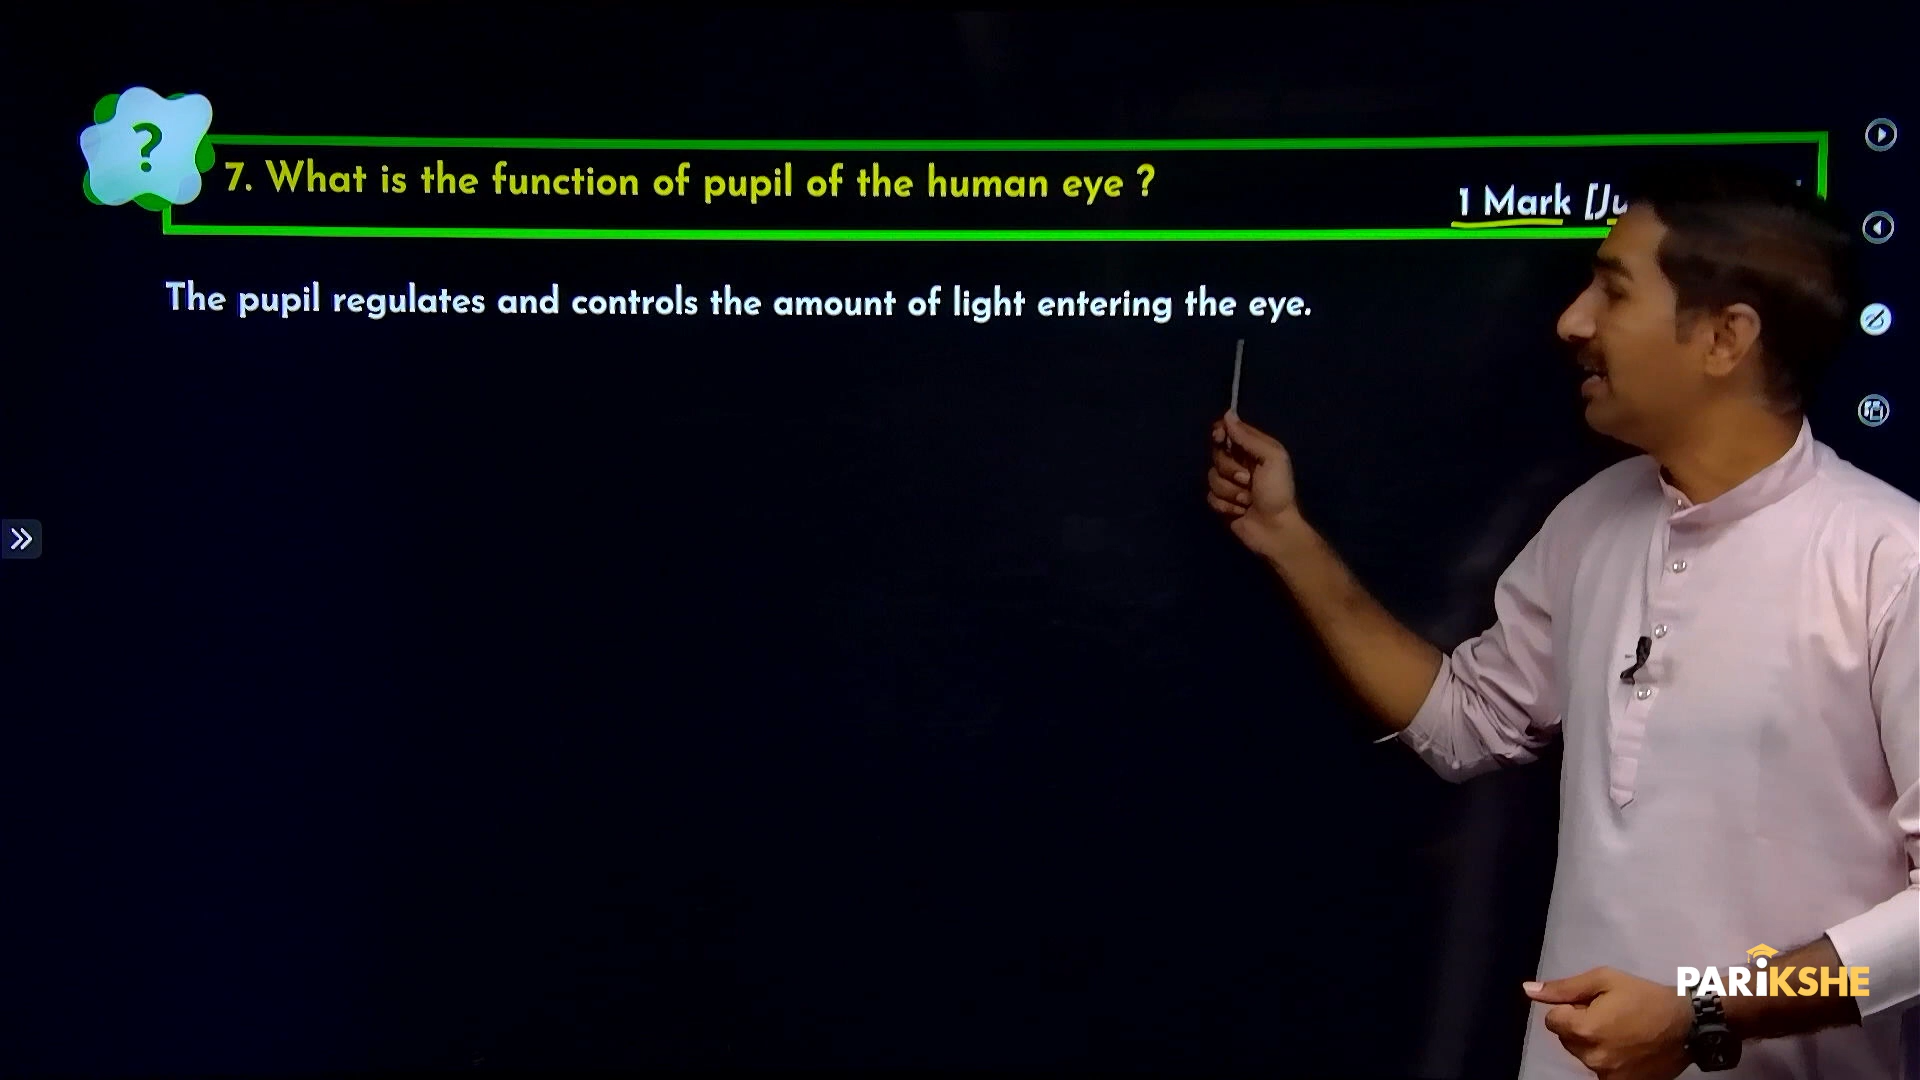 ?
7. What is the function of pupil of the human eye ?
1 Mark
The pupil regulates and controls the amount of light entering the eye.
PARiKSHE